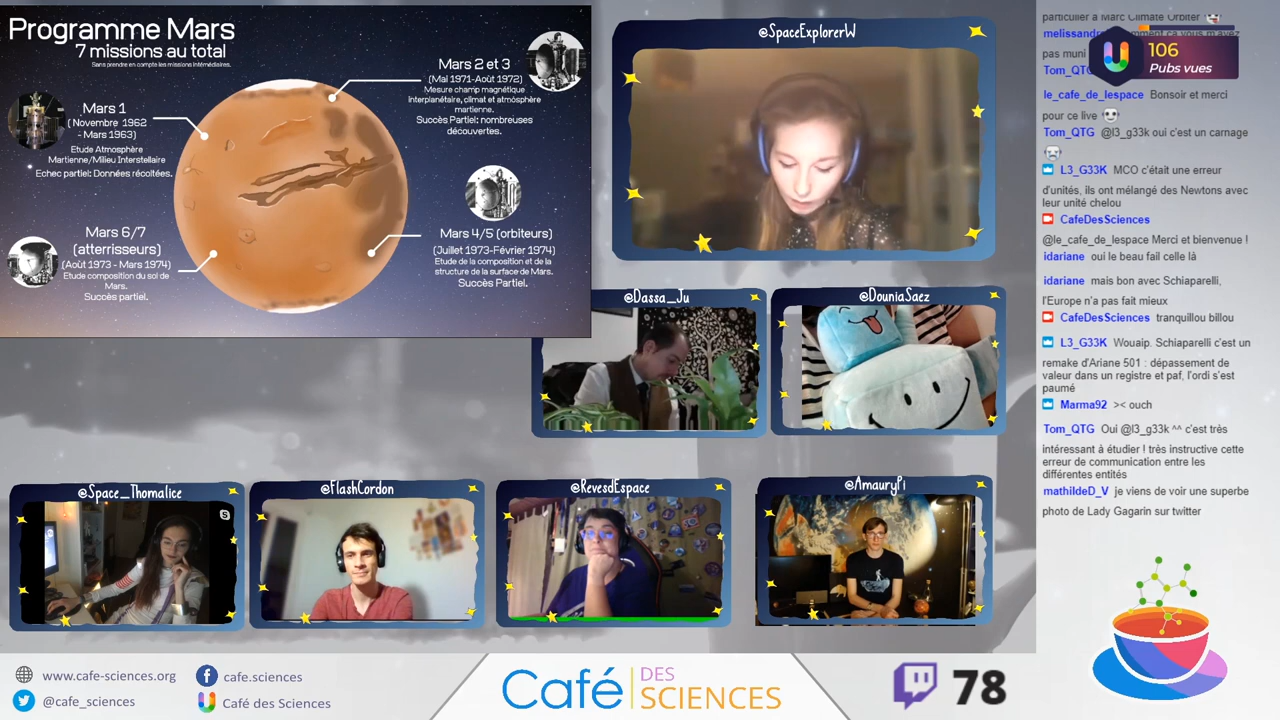 Programme Mars
7 missions au total
Sans prendre en compte les missions intémédiaires.
Mars 1
( Novembre 1962
- Mars 1963)
Etude Atmosphère
Martienne/Milieu Interstellaire
Echec partiel: Données récoltées.
Mars 2 et 3
(Mai 1971-Août 1972)
Mesure champ magnétique
interplanétaire, climat et atmosphère
martienne.
Succès Partiel: nombreuses
découvertes.
Mars 6/7
(atterrisseurs)
(Août 1973 - Mars 1974)
Etude composition du sol de
Mars.
Succès partiel.
Mars 4/5 (orbiteurs)
(Juillet 1973-Février 1974)
Etude de la composition et de la
structure de la surface de Mars.
Succès Partiel.
@SpaceExplorerW
@Dassa_Ju
@DouniaSaez
@Space_Thomalice
@FlashCordon
@RevesdEspace
@AmauryPi
particulier à Marc Climate Orbiter
melissandr
pas muni
Tom_QTG
106
Pubs vues
le_cafe_de_lespace Bonsoir et merci
pour ce live
Tom_QTG @l3_g33k oui c'est un carnage
L3_G33K MCO c'était une erreur
d'unités, ils ont mélangé des Newtons avec
leur unité chelou
CafeDesSciences
@le_cafe_de_lespace Merci et bienvenue !
idariane oui le beau fail celle là
idariane mais bon avec Schiaparelli,
l'Europe n'a pas fait mieux
CafeDesSciences tranquillou billou
L3_G33K Wouaip. Schiaparelli c'est un
remake d'Ariane 501 : dépassement de
valeur dans un registre et paf, l'ordi s'est
paumé
Marma92 >< ouch
Tom_QTG Oui @l3_g33k ^^ c'est très
intéressant à étudier ! très instructive cette
erreur de communication entre les
différentes entités
mathildeD_V je viens de voir une superbe
photo de Lady Gagarin sur twitter
www.cafe-sciences.org
cafe.sciences
@cafe_sciences
Café des Sciences
Café DES SCIENCES
78